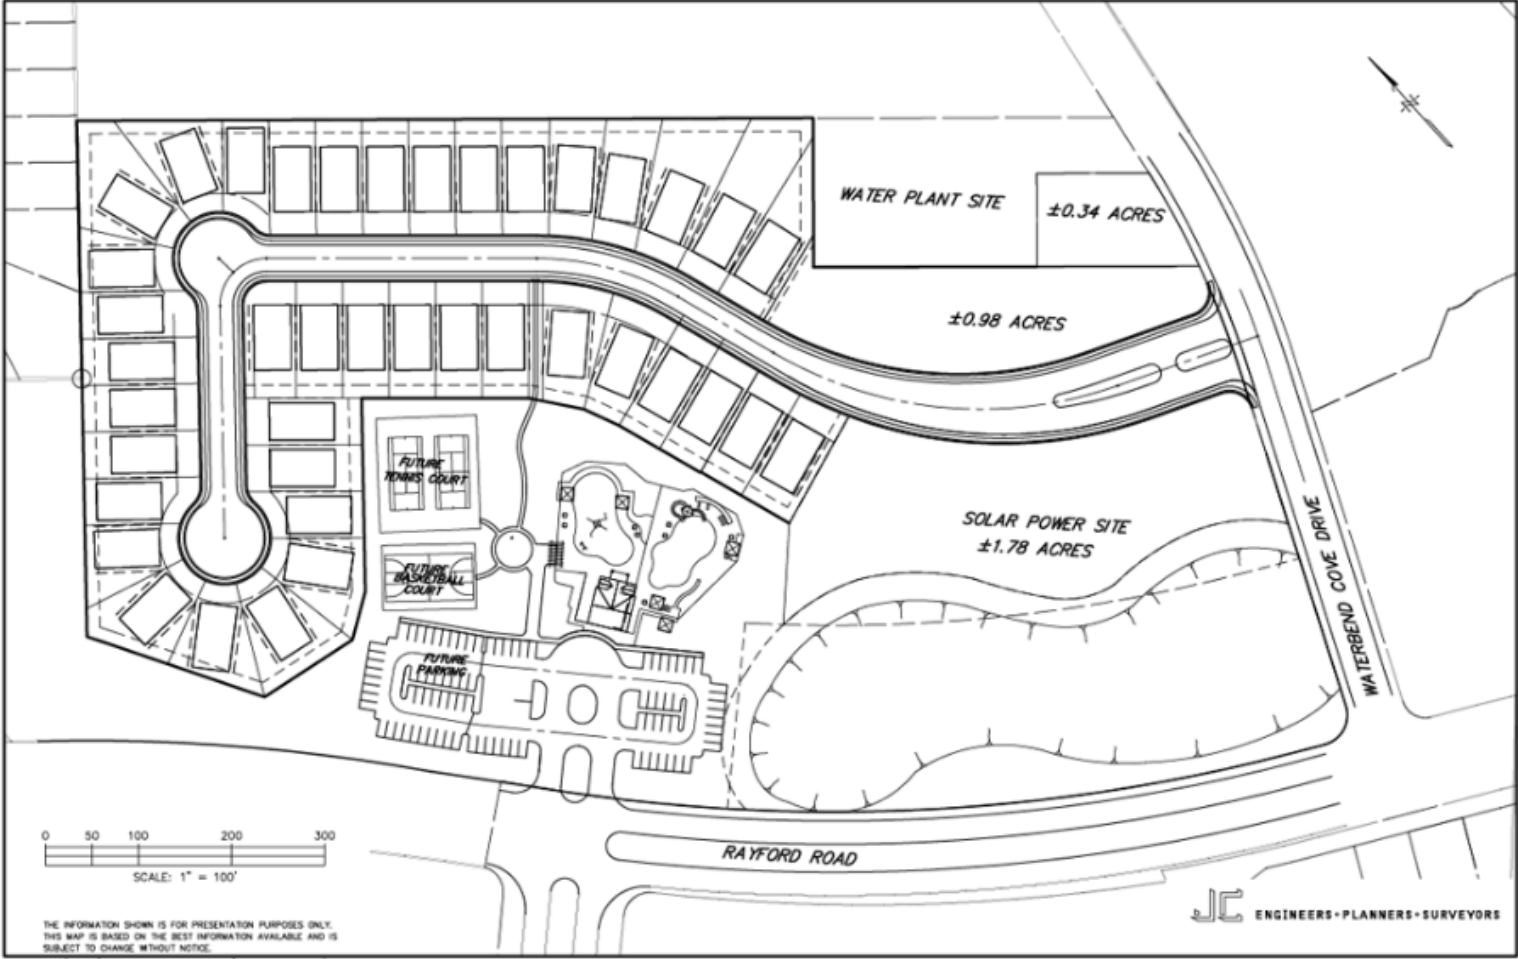 WATER PLANT SITE
±0.34 ACRES
±0.98 ACRES
FUTURE
TENNIS COURT
SOLAR POWER SITE
±1.78 ACRES
WATERBEND COVE DRIVE
FUTURE
BASKETBALL
COURT
FUTURE
PARKING
0 50 100 200 300
SCALE: 1" = 100'
RAYFORD ROAD
JC ENGINEERS•PLANNERS•SURVEYORS
THE INFORMATION SHOWN IS FOR PRESENTATION PURPOSES ONLY.
THIS MAP IS BASED ON THE BEST INFORMATION AVAILABLE AND IS
SUBJECT TO CHANGE WITHOUT NOTICE.